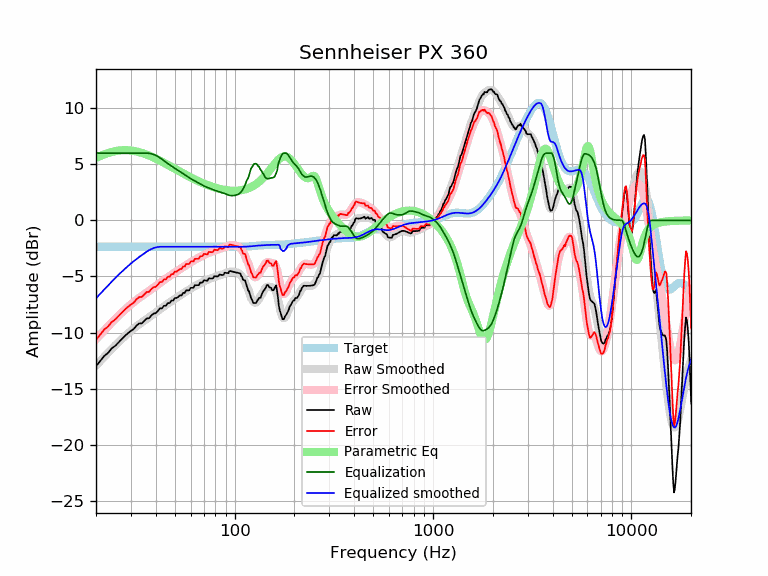 Sennheiser PX 360
Amplitude (dBr)
10
5
0
−5
−10
−15
−20
−25
Target
Raw Smoothed
Error Smoothed
Raw
Error
Parametric Eq
Equalization
Equalized smoothed
100
1000
10000
Frequency (Hz)